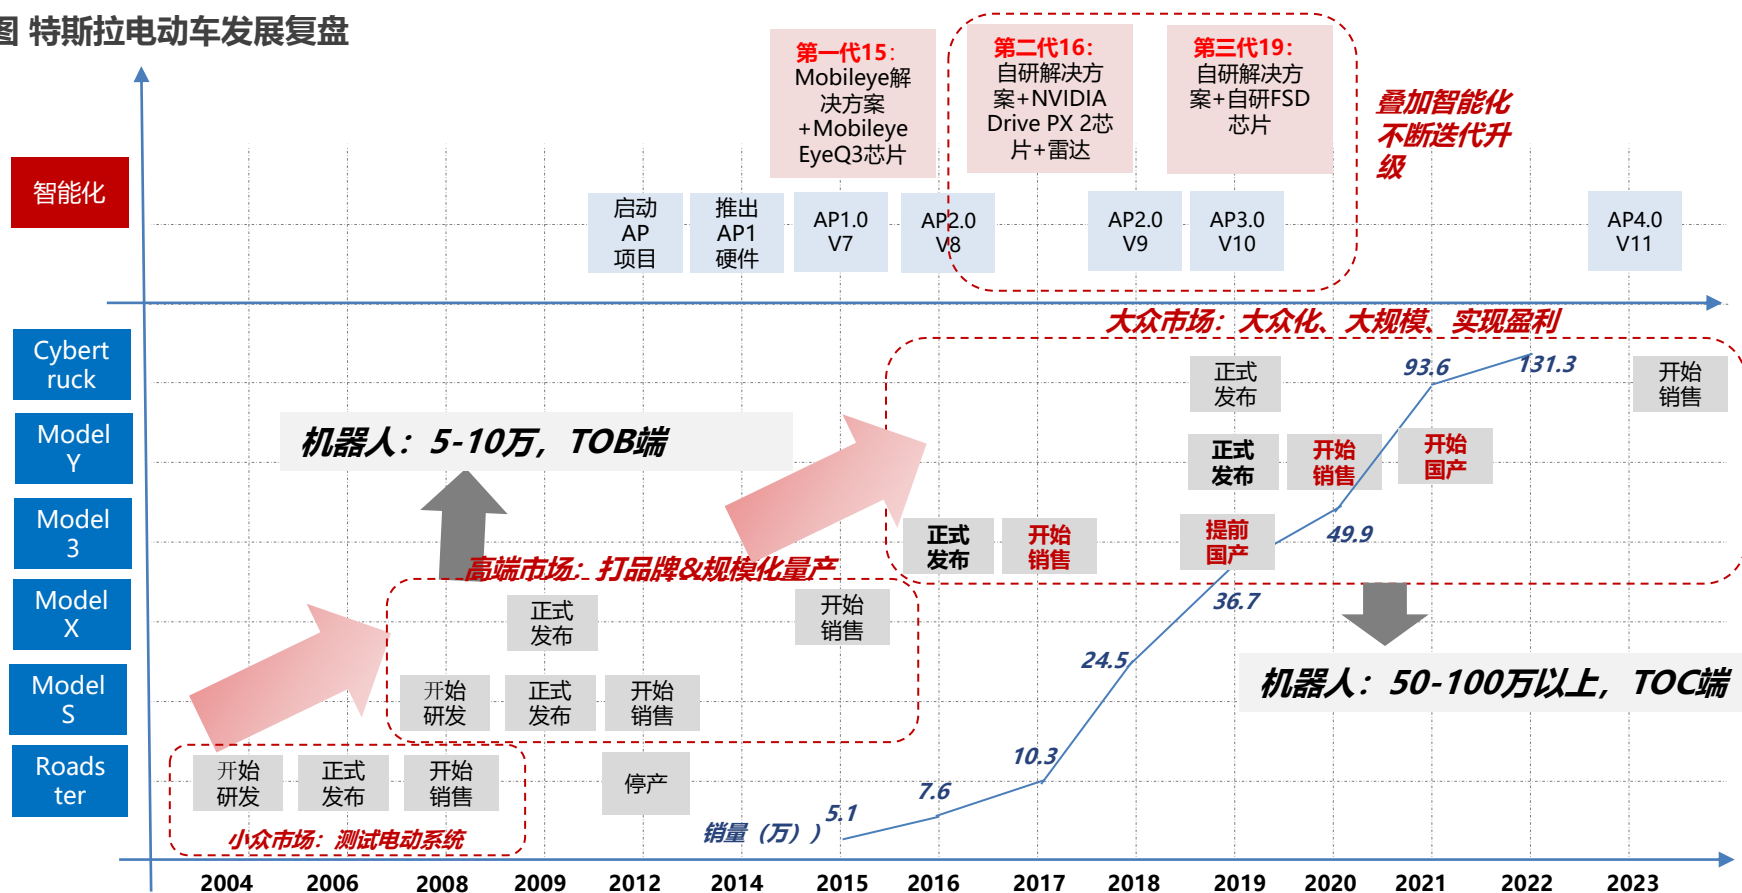 图 特斯拉电动车发展复盘
第一代15：
Mobileye解
决方案
+Mobileye
EyeQ3芯片
第二代16：
自研解决方
案+NVIDIA
Drive PX 2芯
片+雷达
第三代19：
自研解决方
案+自研FSD
芯片
叠加智能化
不断迭代升
级
智能化
启动
AP
项目
推出
AP1
硬件
AP1.0
V7
AP2.0
V8
AP2.0
V9
AP3.0
V10
AP4.0
V11
大众市场：大众化、大规模、实现盈利
Cybert
ruck
正式
发布
93.6
131.3
开始
销售
机器人：5-10万，TOB端
Model
Y
正式
发布
开始
销售
开始
国产
Model
3
正式
发布
开始
销售
提前
国产
49.9
高端市场：打品牌&规模化量产
Model
X
正式
发布
开始
销售
36.7
24.5
机器人：50-100万以上，TOC端
Model
S
开始
研发
正式
发布
开始
销售
Roads
ter
开始
研发
正式
发布
开始
销售
停产
10.3
7.6
5.1
销量（万））
小众市场：测试电动系统
2004 2006 2008 2009 2012 2014 2015 2016 2017 2018 2019 2020 2021 2022 2023